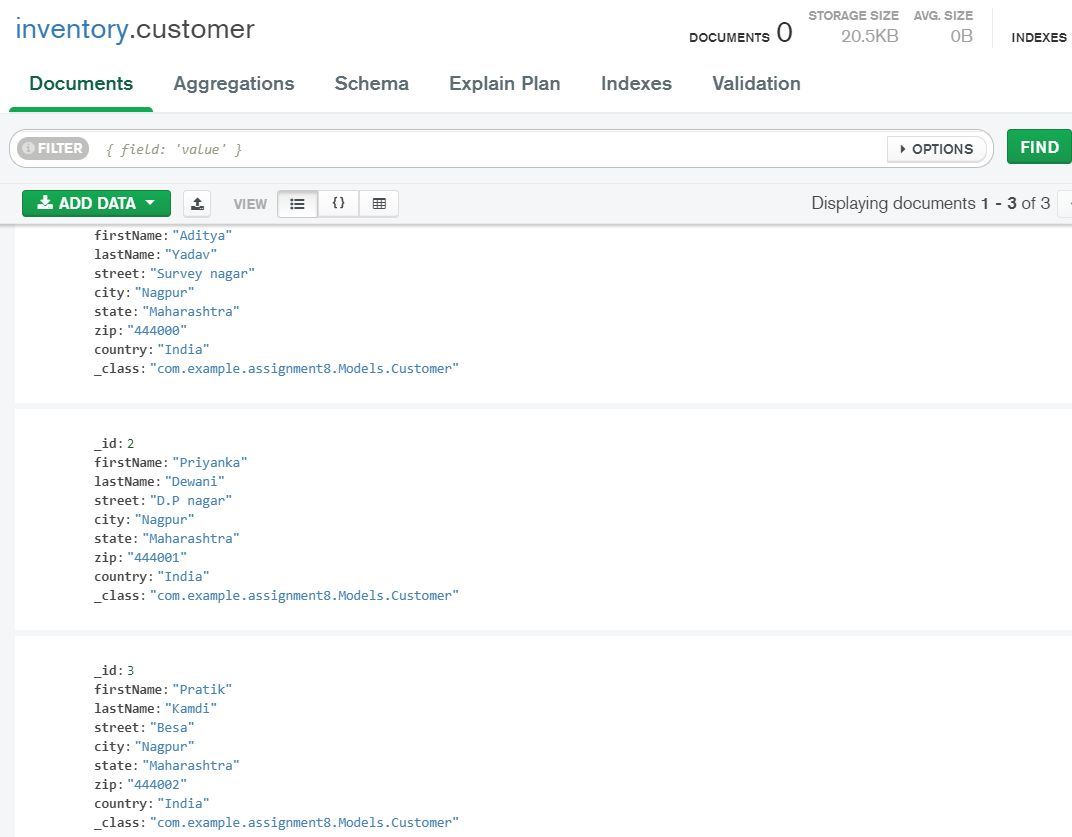 inventory.customer
DOCUMENTS 0
STORAGE SIZE
20.5KB
AVG. SIZE
0B
INDEXES
Documents Aggregations Schema Explain Plan Indexes Validation
FILTER { field: 'value' } OPTIONS FIND
ADD DATA VIEW {} Displaying documents 1 - 3 of 3
firstName: "Aditya"
lastName: "Yadav"
street: "Survey nagar"
city: "Nagpur"
state: "Maharashtra"
zip: "444000"
country: "India"
_class: "com.example.assignment8.Models.Customer"
_id: 2
firstName: "Priyanka"
lastName: "Dewani"
street: "D.P nagar"
city: "Nagpur"
state: "Maharashtra"
zip: "444001"
country: "India"
_class: "com.example.assignment8.Models.Customer"
_id: 3
firstName: "Pratik"
lastName: "Kamdi"
street: "Besa"
city: "Nagpur"
state: "Maharashtra"
zip: "444002"
country: "India"
_class: "com.example.assignment8.Models.Customer"